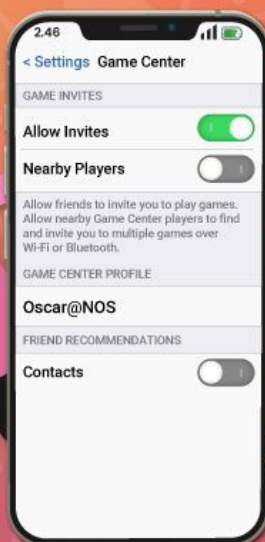 2.46
< Settings Game Center
GAME INVITES
Allow Invites
Nearby Players
Allow friends to invite you to play games.
Allow nearby Game Center players to find
and invite you to multiple games over
Wi-Fi or Bluetooth.
GAME CENTER PROFILE
Oscar@NOS
FRIEND RECOMMENDATIONS
Contacts